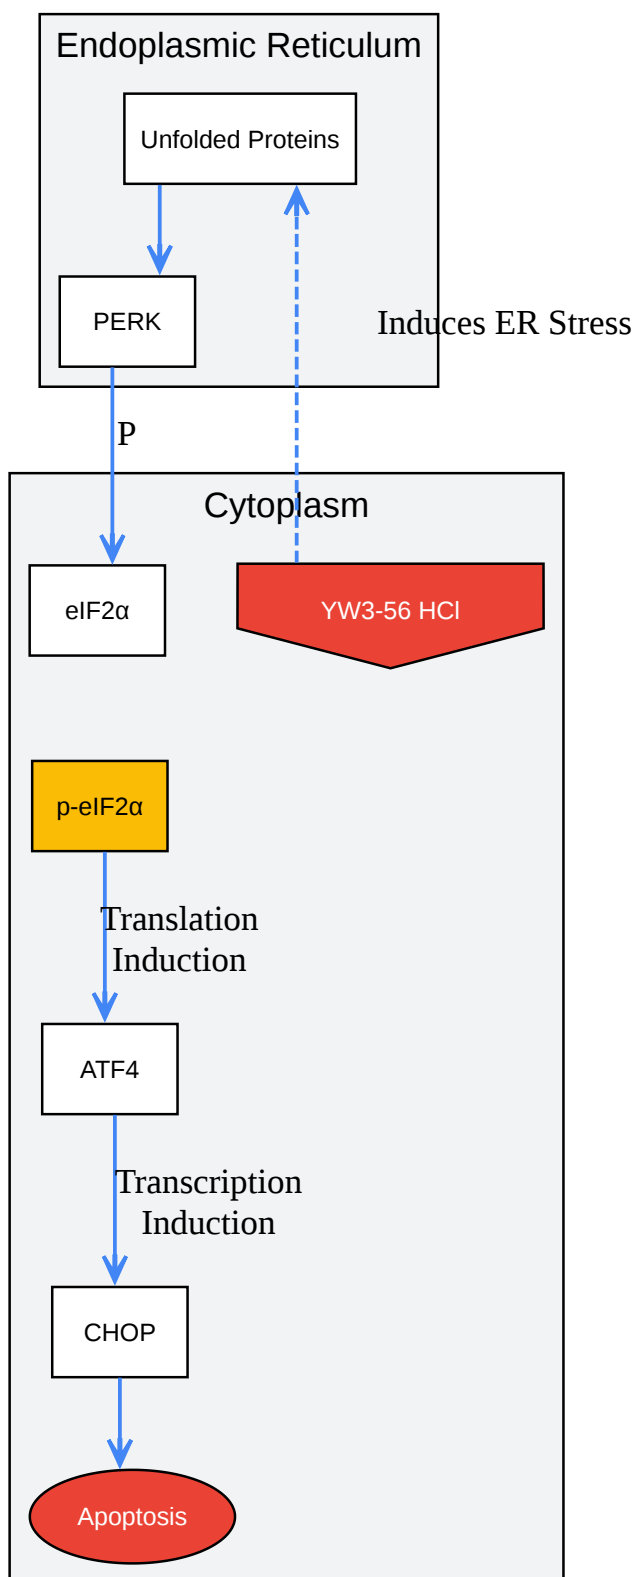 Endoplasmic Reticulum
Unfolded Proteins
PERK
Induces ER Stress
P
Cytoplasm
eIF2α
YW3-56 HCl
p-eIF2α
Translation
Induction
ATF4
Transcription
Induction
CHOP
Apoptosis